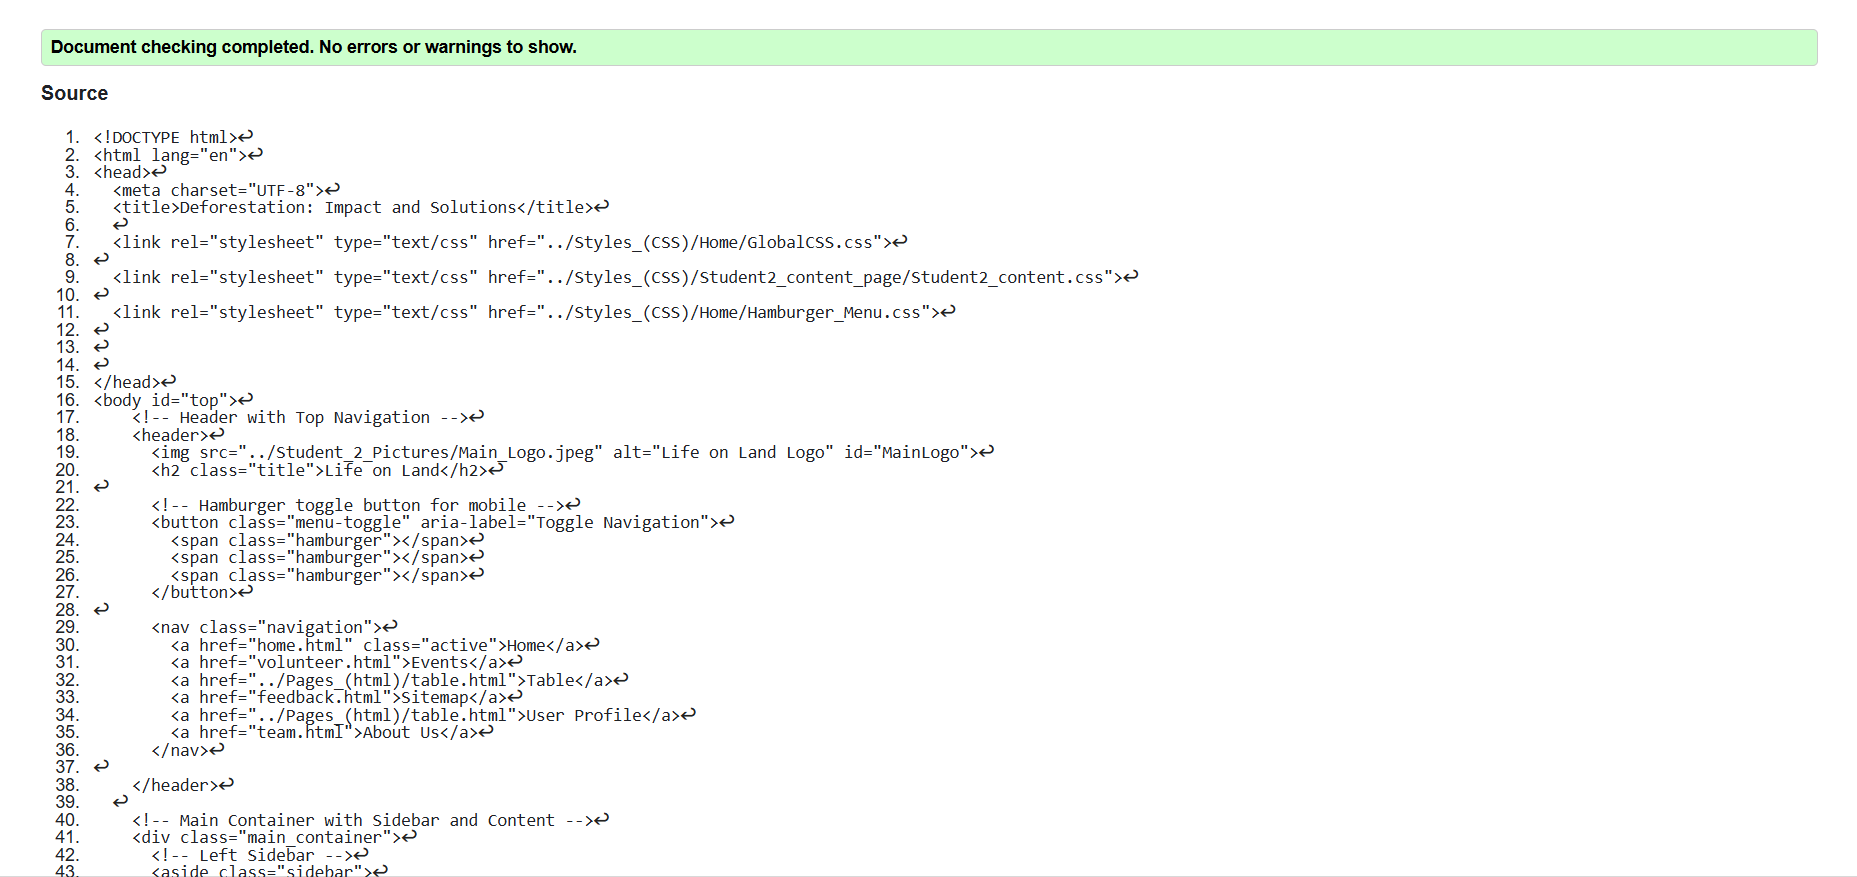 Document checking completed. No errors or warnings to show.
Source
1. <!DOCTYPE html>↩
2. <html lang="en">↩
3. <head>↩
4.   <meta charset="UTF-8">↩
5.   <title>Deforestation: Impact and Solutions</title>↩
6.   ↩
7.   <link rel="stylesheet" type="text/css" href="../Styles_(CSS)/Home/GlobalCSS.css">↩
8. ↩
9.   <link rel="stylesheet" type="text/css" href="../Styles_(CSS)/Student2_content_page/Student2_content.css">↩
10. ↩
11.   <link rel="stylesheet" type="text/css" href="../Styles_(CSS)/Home/Hamburger_Menu.css">↩
12. ↩
13. ↩
14. ↩
15. </head>↩
16. <body id="top">↩
17.     <!-- Header with Top Navigation -->↩
18.     <header>↩
19.       <img src="../Student_2_Pictures/Main_Logo.jpeg" alt="Life on Land Logo" id="MainLogo">↩
20.       <h2 class="title">Life on Land</h2>↩
21. ↩
22.       <!-- Hamburger toggle button for mobile -->↩
23.       <button class="menu-toggle" aria-label="Toggle Navigation">↩
24.         <span class="hamburger"></span>↩
25.         <span class="hamburger"></span>↩
26.         <span class="hamburger"></span>↩
27.       </button>↩
28. ↩
29.       <nav class="navigation">↩
30.         <a href="home.html" class="active">Home</a>↩
31.         <a href="volunteer.html">Events</a>↩
32.         <a href="../Pages_(html)/table.html">Table</a>↩
33.         <a href="feedback.html">Sitemap</a>↩
34.         <a href="../Pages_(html)/table.html">User Profile</a>↩
35.         <a href="team.html">About Us</a>↩
36.       </nav>↩
37. ↩
38.     </header>↩
39.   ↩
40.     <!-- Main Container with Sidebar and Content -->↩
41.     <div class="main_container">↩
42.       <!-- Left Sidebar -->↩
43.       <aside class="sidebar">↩